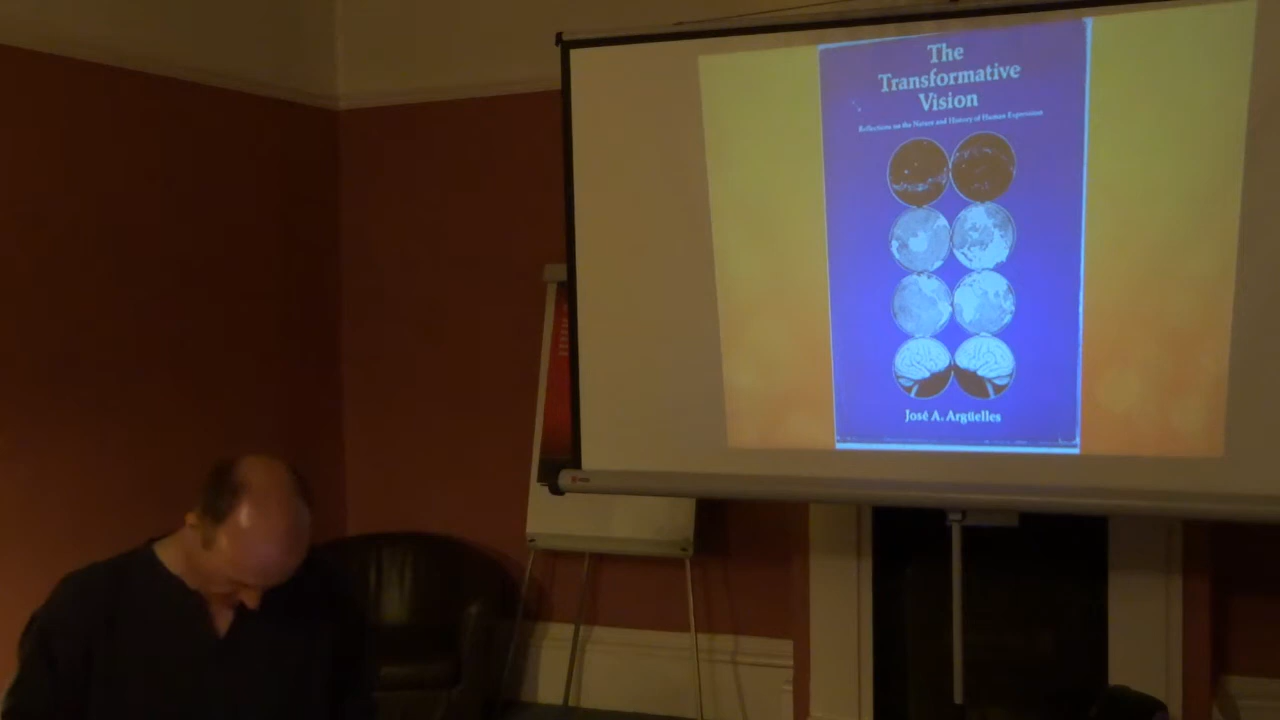 The
Transformative
Vision
Reflections on the Nature and History of Human Expression
José A. Argüelles